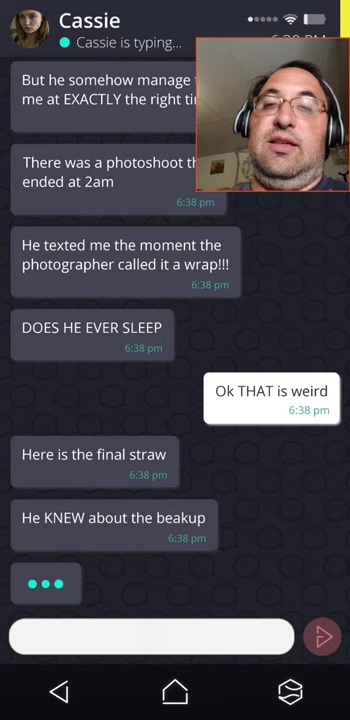 Cassie
Cassie is typing...
But he somehow manage
me at EXACTLY the right
There was a photoshoot
ended at 2am
6:38 pm
He texted me the moment the
photographer called it a wrap!!!
6:38 pm
DOES HE EVER SLEEP
6:38 pm
Ok THAT is weird
6:38 pm
Here is the final straw
6:38 pm
He KNEW about the beakup
6:38 pm